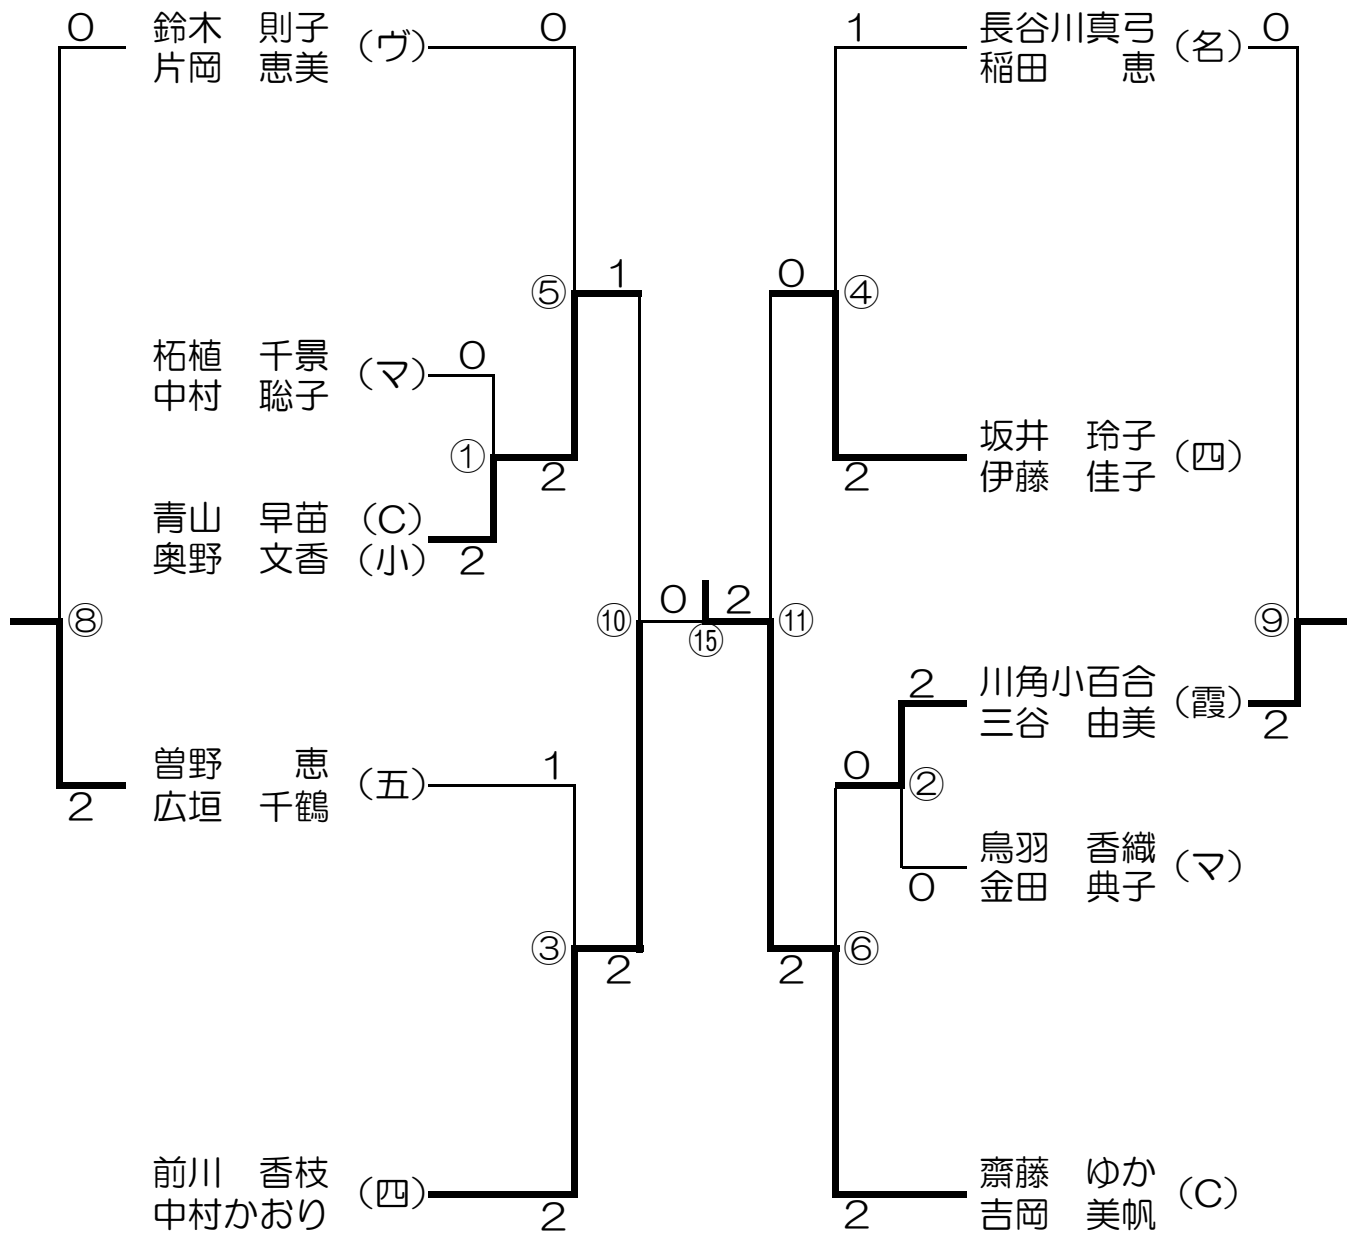 0
鈴木　則子
片岡　恵美
(ヴ)
0
1
長谷川真弓
稲田　　恵
(名)
0
⑤
1
0
④
柘植　千景
中村　聡子
(マ)
0
①
2
坂井　玲子
伊藤　佳子
(四)
2
青山　早苗 (C)
奥野　文香 (小)
2
⑧
⑩
0
2
⑮
⑪
⑨
2
川角小百合
三谷　由美
(霞)
2
曽野　　恵
広垣　千鶴
(五)
2
1
0
②
鳥羽　香織
金田　典子
(マ)
0
③
2
2
⑥
前川　香枝
中村かおり
(四)
2
齋藤　ゆか
吉岡　美帆
(C)
2